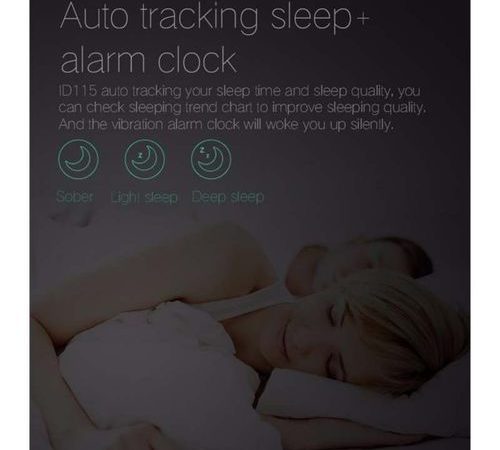 Auto tracking sleep+
alarm clock
ID115 auto tracking your sleep time and sleep quality, you
can check sleeping trend chart to improve sleeping quality,
And the vibration alarm clock will woke you up silently.
z
z z
Sober Light sleep Deep sleep